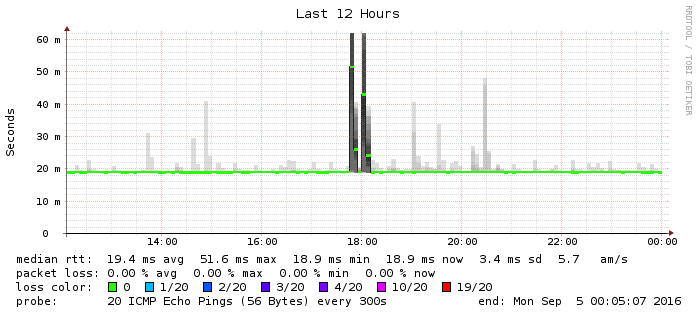 Last 12 Hours
RRDTOOL / TOBI OETIKER
Seconds
60 m
50 m
40 m
30 m
20 m
10 m
0
14:00 16:00 18:00 20:00 22:00 00:00
median rtt: 19.4 ms avg 51.6 ms max 18.9 ms min 18.9 ms now 3.4 ms sd 5.7 am/s
packet loss: 0.00 % avg 0.00 % max 0.00 % min 0.00 % now
loss color: 0 1/20 2/20 3/20 4/20 10/20 19/20
probe: 20 ICMP Echo Pings (56 Bytes) every 300s end: Mon Sep 5 00:05:07 2016